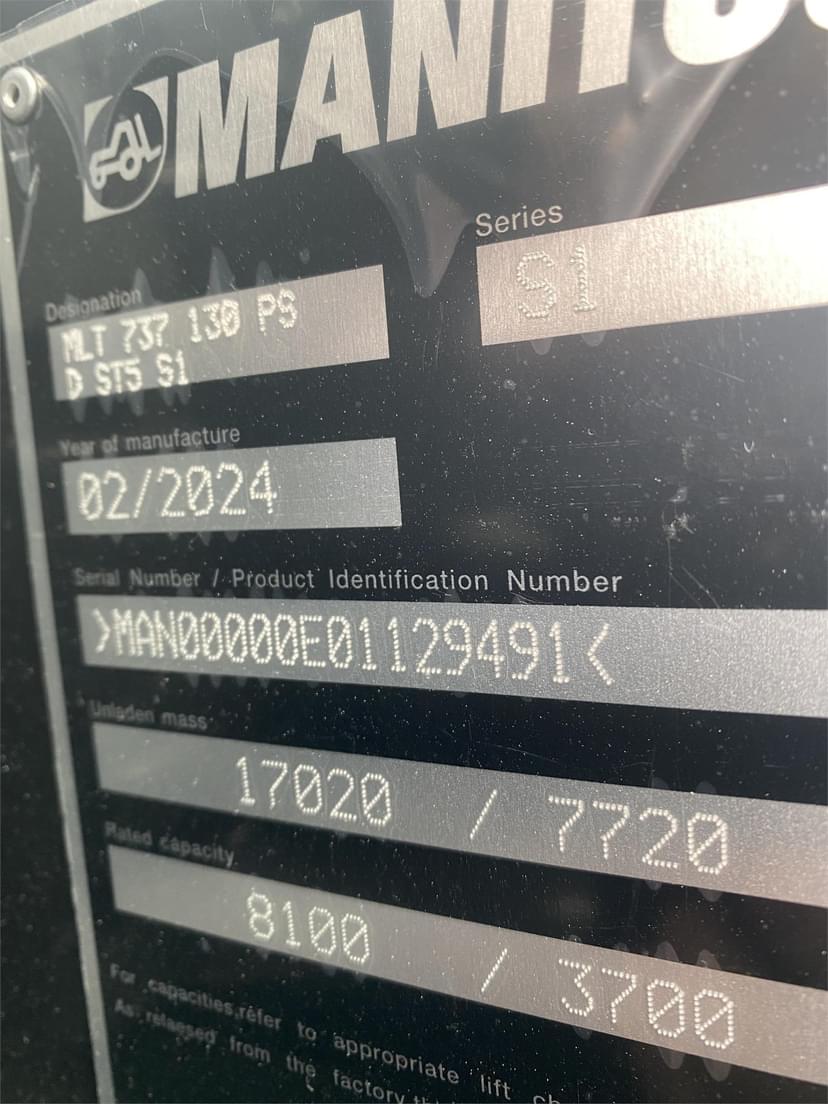 MANITO
Series
S1
Designation
MLT 737 130 PS
D ST5 S1
Year of manufacture
02/2024
Serial Number / Product Identification Number
>MAN00000E01129491<
Unladen mass
17020 / 7720
Rated capacity
8100 / 3700
For capacities,refer to appropriate lift
As relaesed from the factory